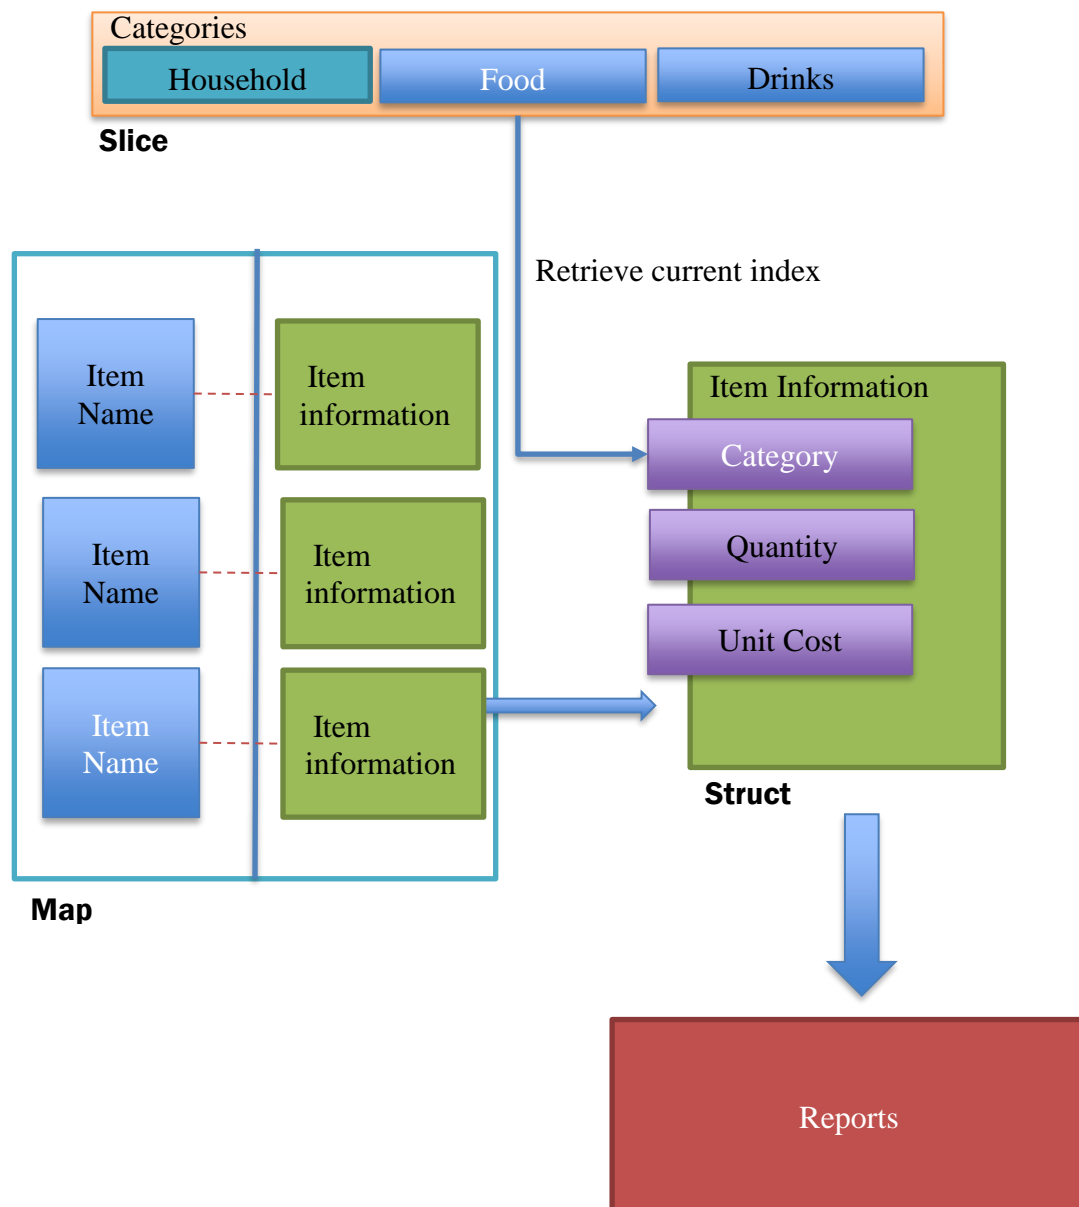 Categories
Household
Food
Drinks
Slice
Retrieve current index
Item
Name
Item
information
Item
Name
Item
information
Item
Name
Item
information
Map
Item Information
Category
Quantity
Unit Cost
Struct
Reports